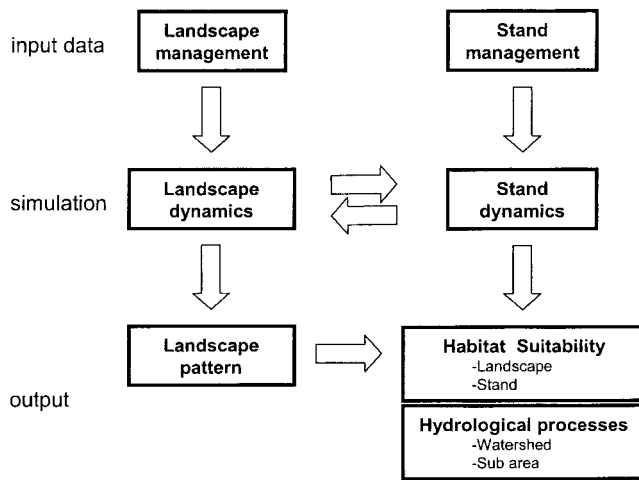 input data
Landscape
management
Stand
management
simulation
Landscape
dynamics
Stand
dynamics
output
Landscape
pattern
Habitat Suitability
-Landscape
-Stand
Hydrological processes
-Watershed
-Sub area